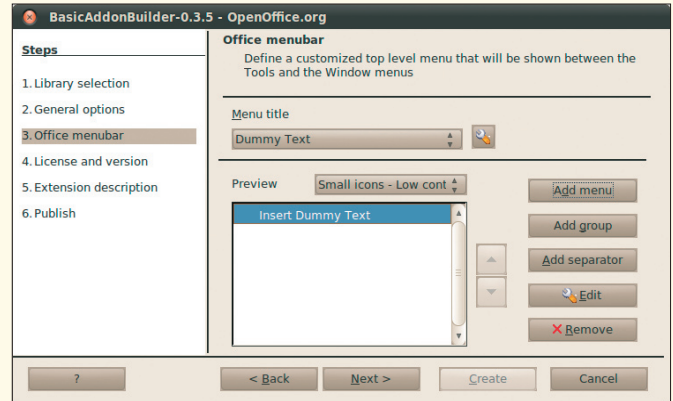 BasicAddonBuilder-0.3.5 - OpenOffice.org
Steps
1. Library selection
2. General options
3. Office menubar
4. License and version
5. Extension description
6. Publish
Office menubar
Define a customized top level menu that will be shown between the
Tools and the Window menus
Menu title
Dummy Text
Preview
Small icons - Low cont
Insert Dummy Text
Add menu
Add group
Add separator
Edit
Remove
?
< Back
Next >
Create
Cancel